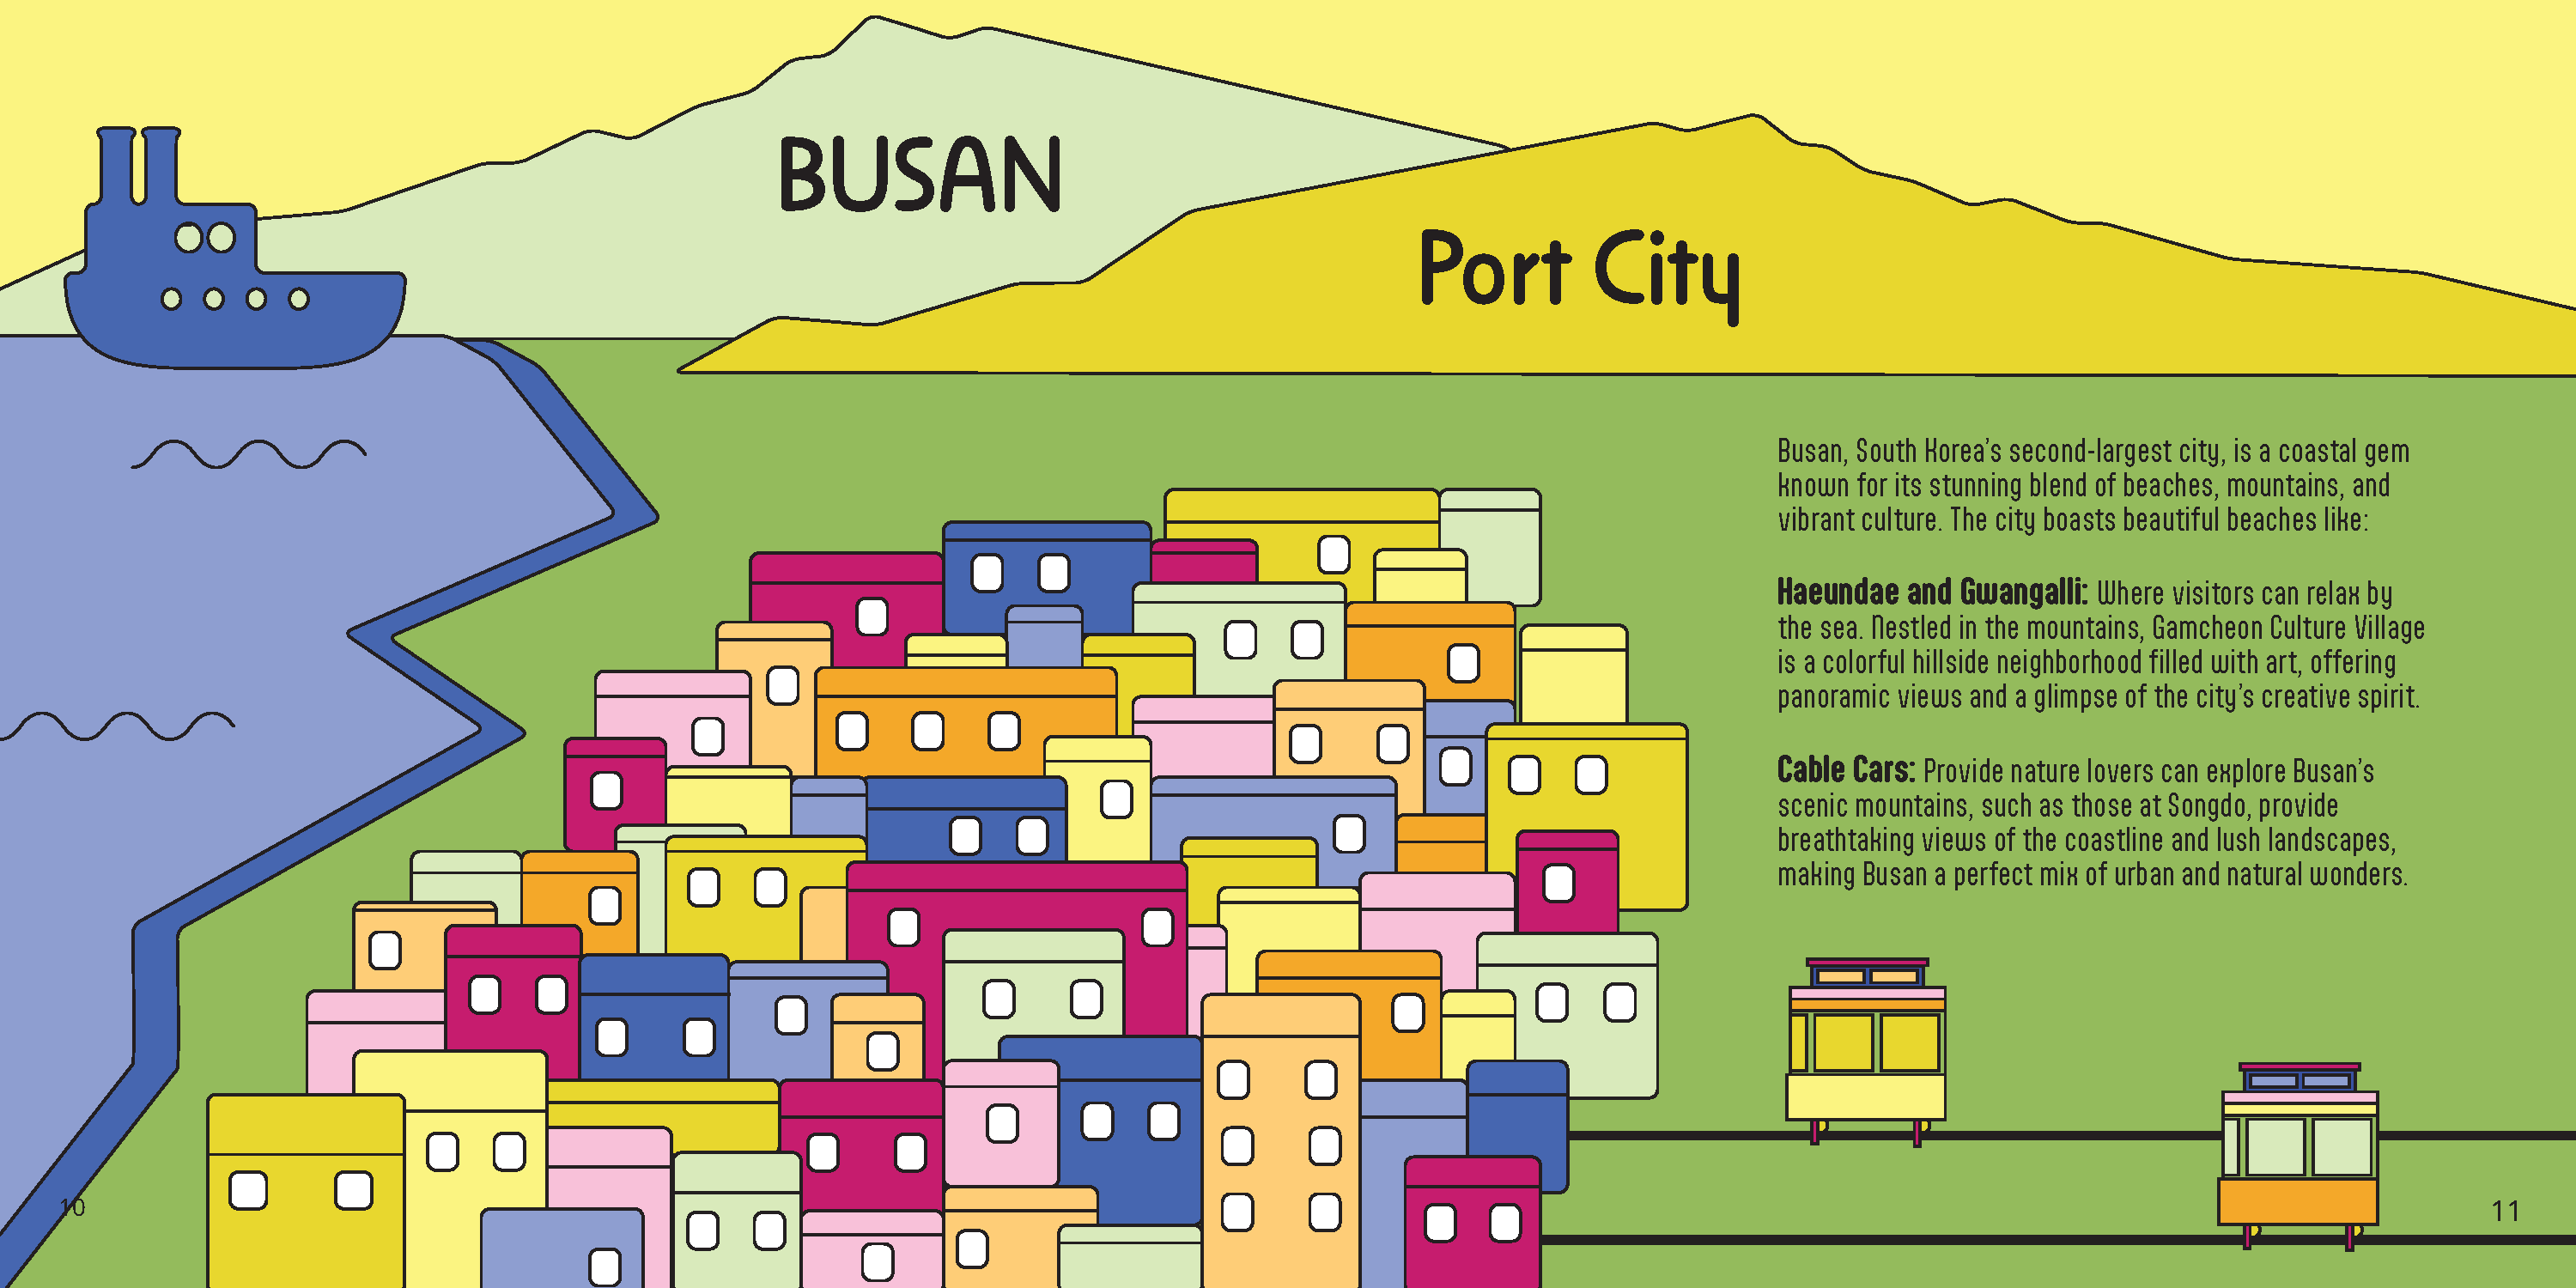 BUSAN
Port City
Busan, South Korea's second-largest city, is a coastal gem
known for its stunning blend of beaches, mountains, and
vibrant culture. The city boasts beautiful beaches like:
Haeundae and Gwangalli: Where visitors can relax by
the sea. Nestled in the mountains, Gamcheon Culture Village
is a colorful hillside neighborhood filled with art, offering
panoramic views and a glimpse of the city's creative spirit.
Cable Cars: Provide nature lovers can explore Busan's
scenic mountains, such as those at Songdo, provide
breathtaking views of the coastline and lush landscapes,
making Busan a perfect mix of urban and natural wonders.
10
11